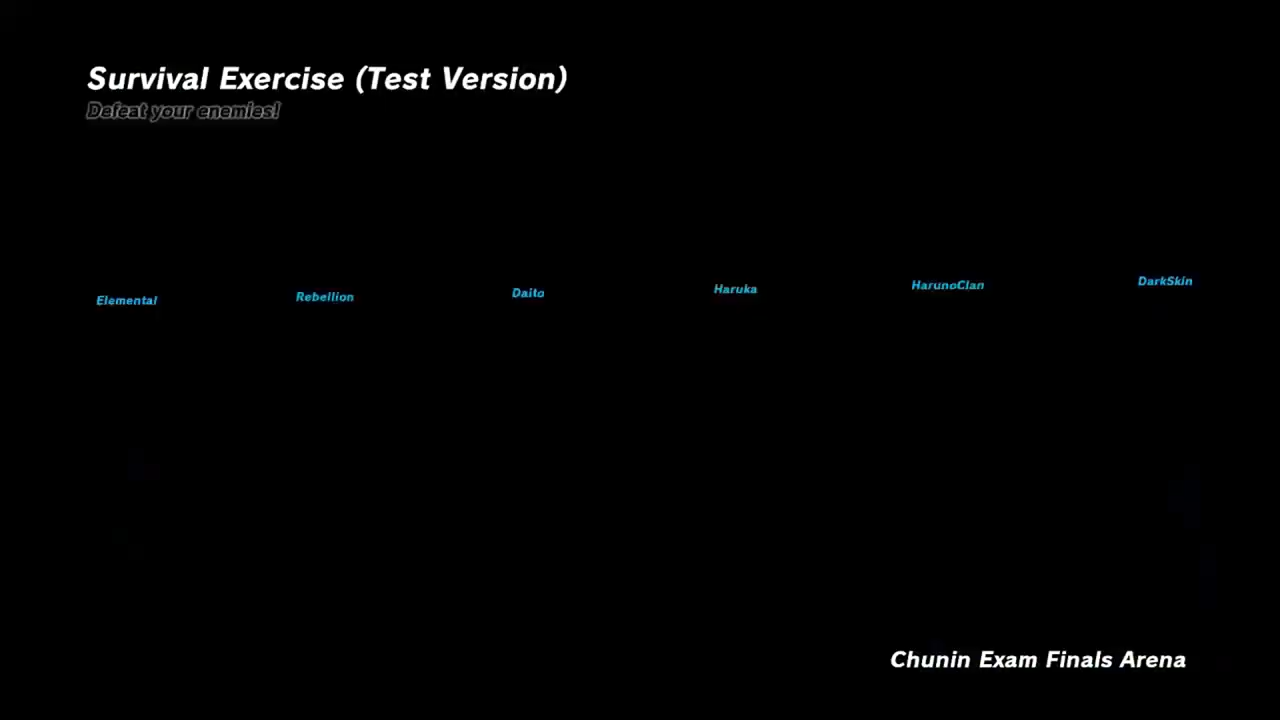 Survival Exercise (Test Version)
Defeat your enemies!
Elemental Rebellion Daito Haruka HarunoClan DarkSkin
Chunin Exam Finals Arena